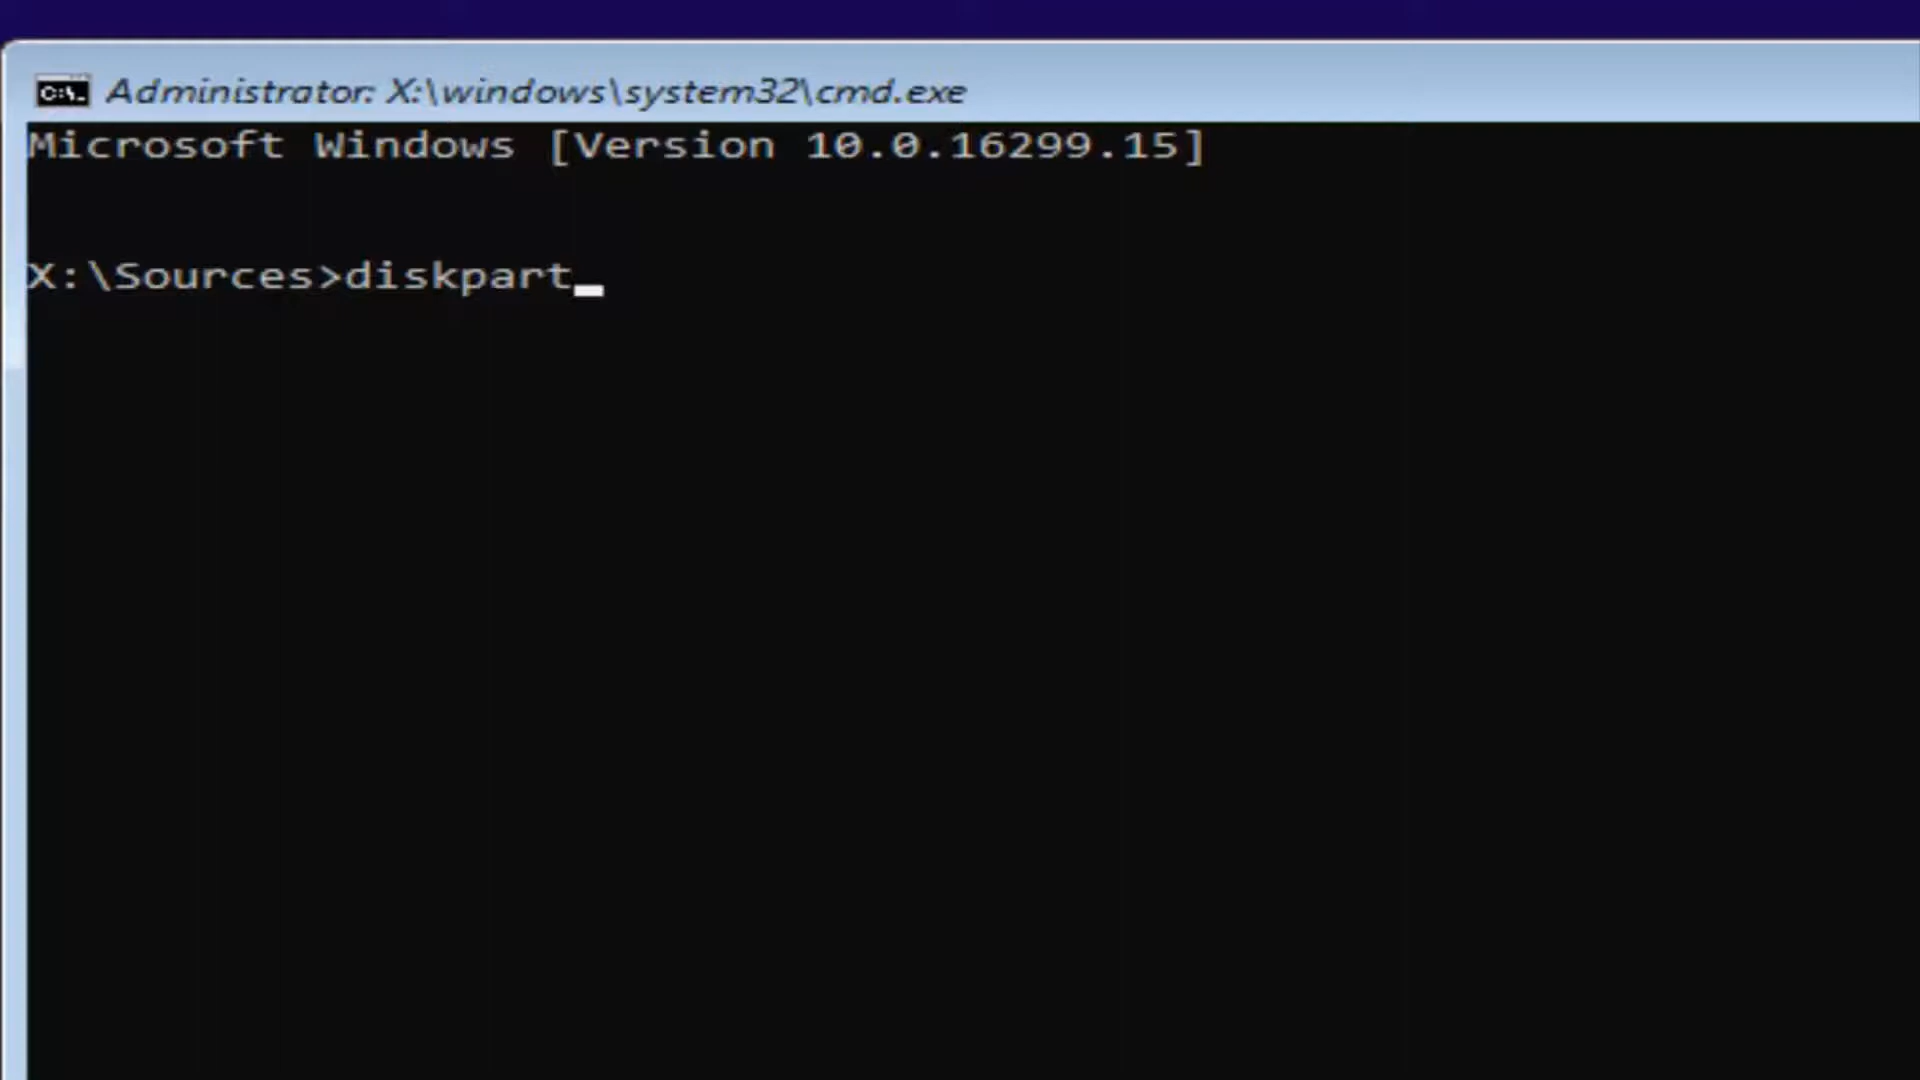 C:\.
Administrator: X:\windows\system32\cmd.exe
Microsoft Windows [Version 10.0.16299.15]
X:\Sources>diskpart